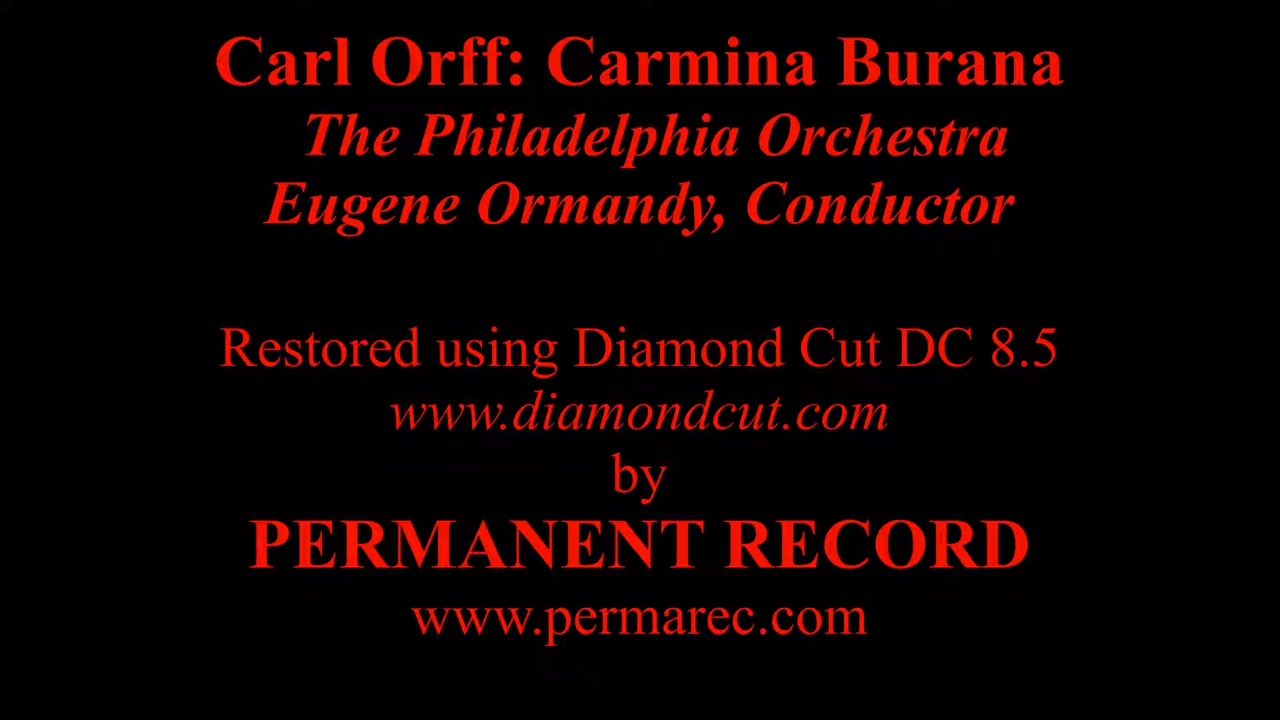 Carl Orff: Carmina Burana
The Philadelphia Orchestra
Eugene Ormandy, Conductor
Restored using Diamond Cut DC 8.5
www.diamondcut.com
by
PERMANENT RECORD
www.permarec.com